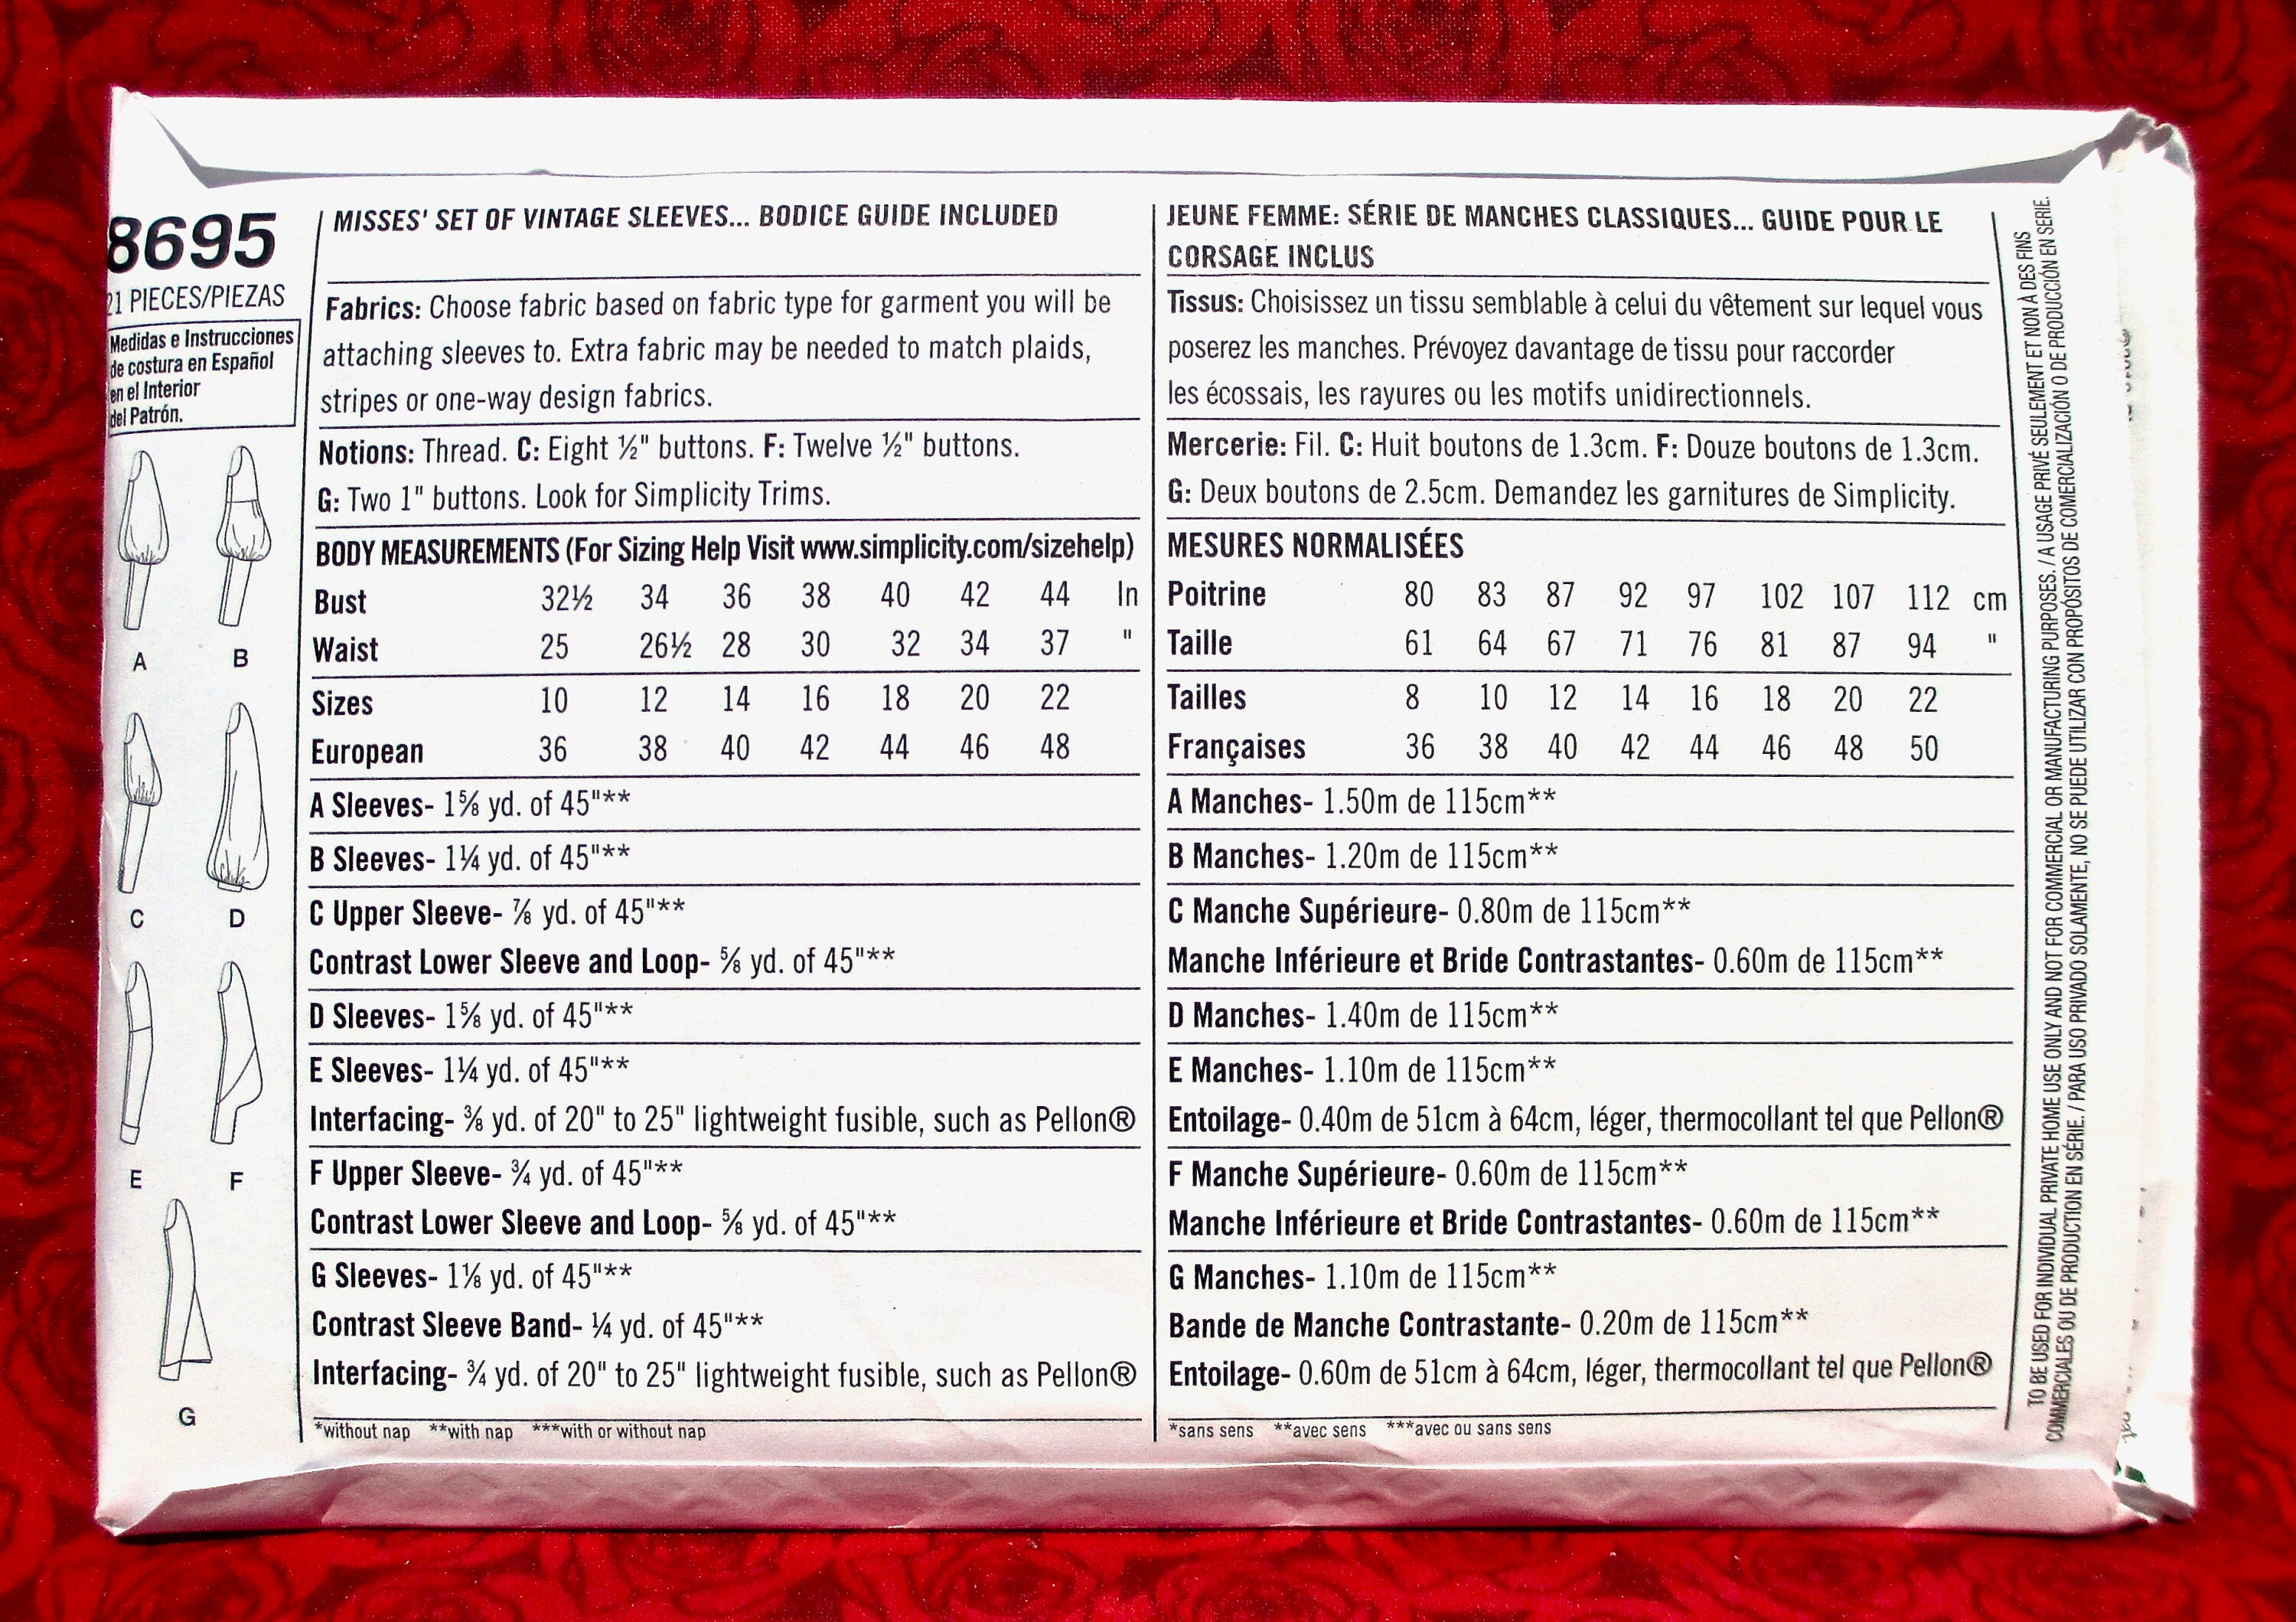 8695
21 PIECES/PIEZAS
Medidas e Instrucciones
de costura en Español
en el Interior
del Patrón.
A B
C D
E F
G
MISSES' SET OF VINTAGE SLEEVES... BODICE GUIDE INCLUDED
Fabrics: Choose fabric based on fabric type for garment you will be
attaching sleeves to. Extra fabric may be needed to match plaids,
stripes or one-way design fabrics.
Notions: Thread. C: Eight ½" buttons. F: Twelve ½" buttons.
G: Two 1" buttons. Look for Simplicity Trims.
BODY MEASUREMENTS (For Sizing Help Visit www.simplicity.com/sizehelp)
Bust 32½ 34 36 38 40 42 44 In
Waist 25 26½ 28 30 32 34 37 "
Sizes 10 12 14 16 18 20 22
European 36 38 40 42 44 46 48
A Sleeves- 1⅝ yd. of 45"**
B Sleeves- 1¼ yd. of 45"**
C Upper Sleeve- ⅞ yd. of 45"**
Contrast Lower Sleeve and Loop- ⅝ yd. of 45"**
D Sleeves- 1⅝ yd. of 45"**
E Sleeves- 1¼ yd. of 45"**
Interfacing- ⅜ yd. of 20" to 25" lightweight fusible, such as Pellon®
F Upper Sleeve- ¾ yd. of 45"**
Contrast Lower Sleeve and Loop- ⅝ yd. of 45"**
G Sleeves- 1⅛ yd. of 45"**
Contrast Sleeve Band- ¼ yd. of 45"**
Interfacing- ¾ yd. of 20" to 25" lightweight fusible, such as Pellon®
*without nap **with nap ***with or without nap
JEUNE FEMME: SÉRIE DE MANCHES CLASSIQUES... GUIDE POUR LE
CORSAGE INCLUS
Tissus: Choisissez un tissu semblable à celui du vêtement sur lequel vous
poserez les manches. Prévoyez davantage de tissu pour raccorder
les écossais, les rayures ou les motifs unidirectionnels.
Mercerie: Fil. C: Huit boutons de 1.3cm. F: Douze boutons de 1.3cm.
G: Deux boutons de 2.5cm. Demandez les garnitures de Simplicity.
MESURES NORMALISÉES
Poitrine 80 83 87 92 97 102 107 112 cm
Taille 61 64 67 71 76 81 87 94 "
Tailles 8 10 12 14 16 18 20 22
Françaises 36 38 40 42 44 46 48 50
A Manches- 1.50m de 115cm**
B Manches- 1.20m de 115cm**
C Manche Supérieure- 0.80m de 115cm**
Manche Inférieure et Bride Contrastantes- 0.60m de 115cm**
D Manches- 1.40m de 115cm**
E Manches- 1.10m de 115cm**
Entoilage- 0.40m de 51cm à 64cm, léger, thermocollant tel que Pellon®
F Manche Supérieure- 0.60m de 115cm**
Manche Inférieure et Bride Contrastantes- 0.60m de 115cm**
G Manches- 1.10m de 115cm**
Bande de Manche Contrastante- 0.20m de 115cm**
Entoilage- 0.60m de 51cm à 64cm, léger, thermocollant tel que Pellon®
*sans sens **avec sens ***avec ou sans sens
TO BE USED FOR INDIVIDUAL PRIVATE HOME USE ONLY AND NOT FOR COMMERCIAL OR MANUFACTURING PURPOSES. / A USAGE PRIVÉ SEULEMENT ET NON À DES FINS
COMMERCIALES OU DE PRODUCTION EN SÉRIE. / PARA USO PRIVADO SOLAMENTE, NO SE PUEDE UTILIZAR CON PROPÓSITOS DE COMERCIALIZACIÓN O DE PRODUCCIÓN EN SERIE.